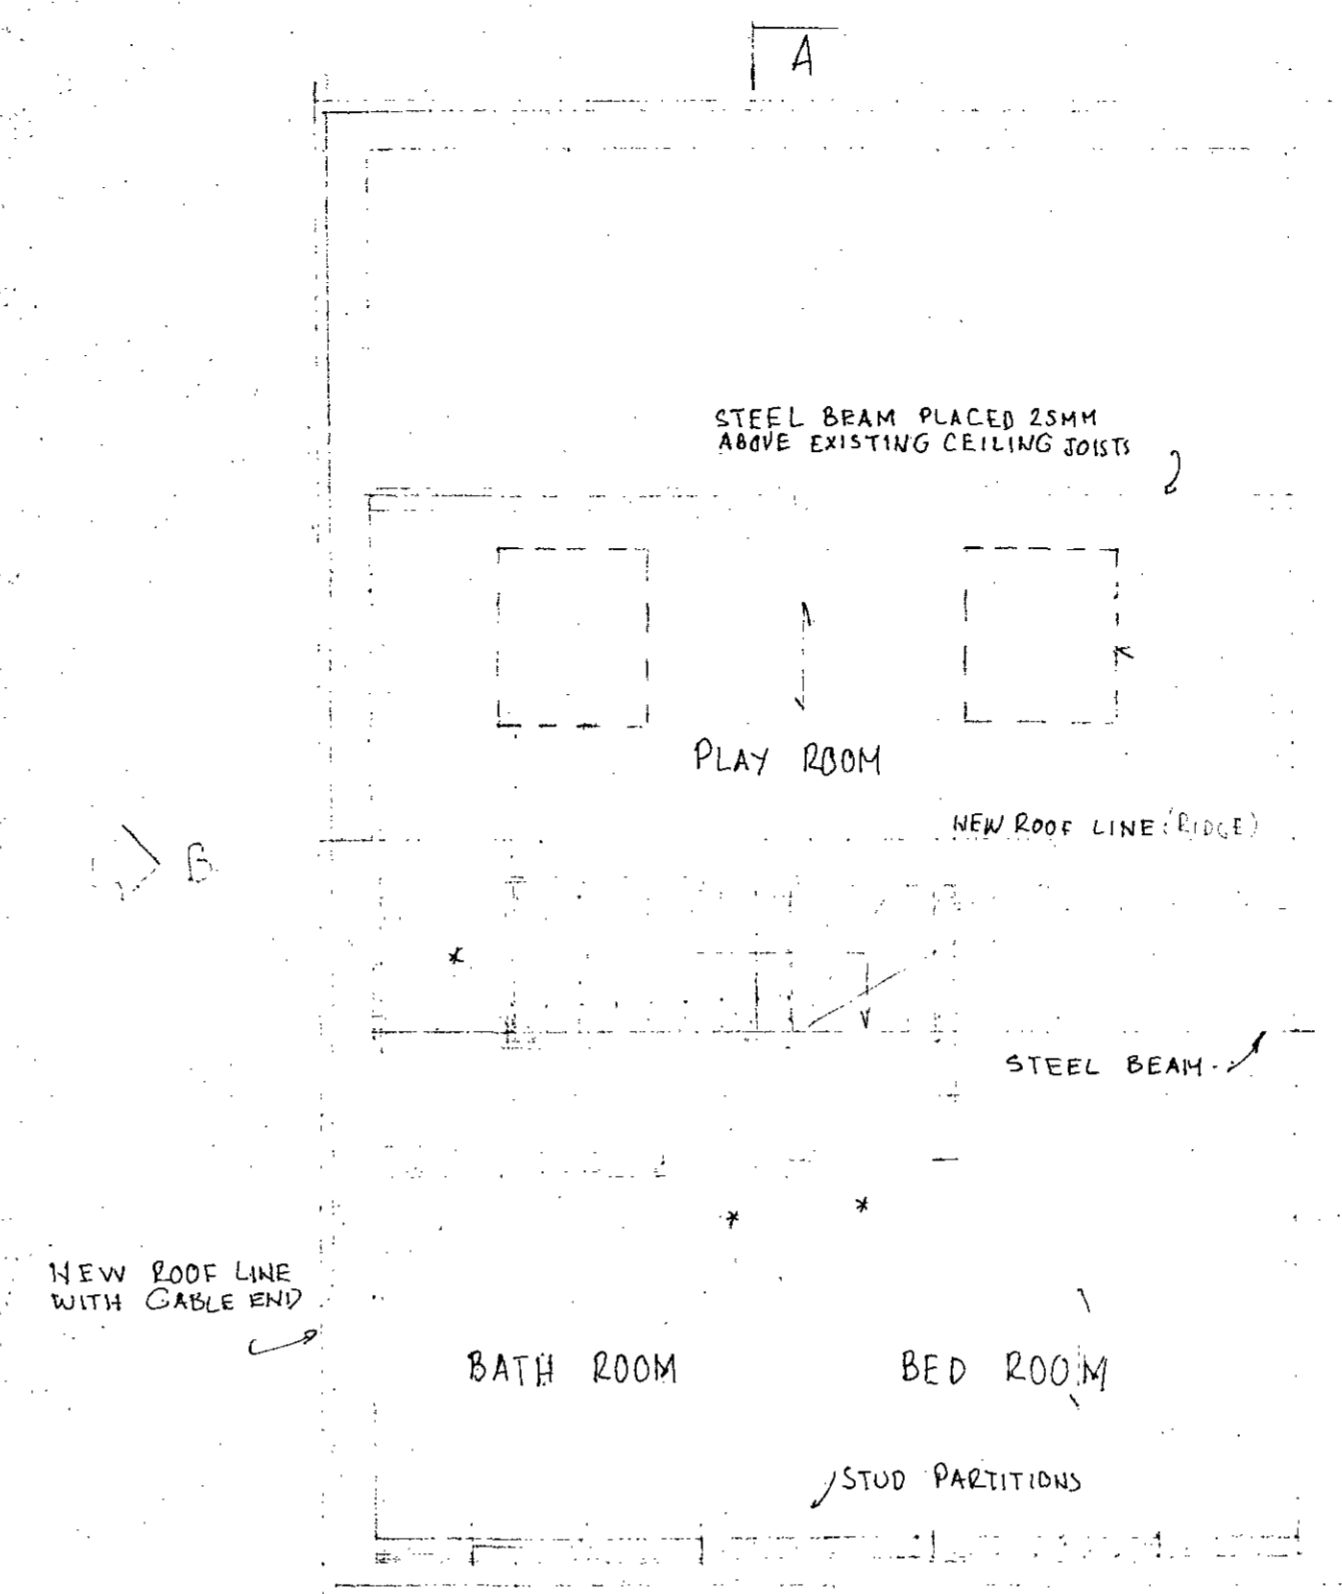 A
STEEL BEAM PLACED 25MM
ABOVE EXISTING CEILING JOISTS
PLAY ROOM
NEW ROOF LINE (RIDGE)
B
*
STEEL BEAM
*
*
NEW ROOF LINE
WITH GABLE END
BATH ROOM
BED ROOM
STUD PARTITIONS